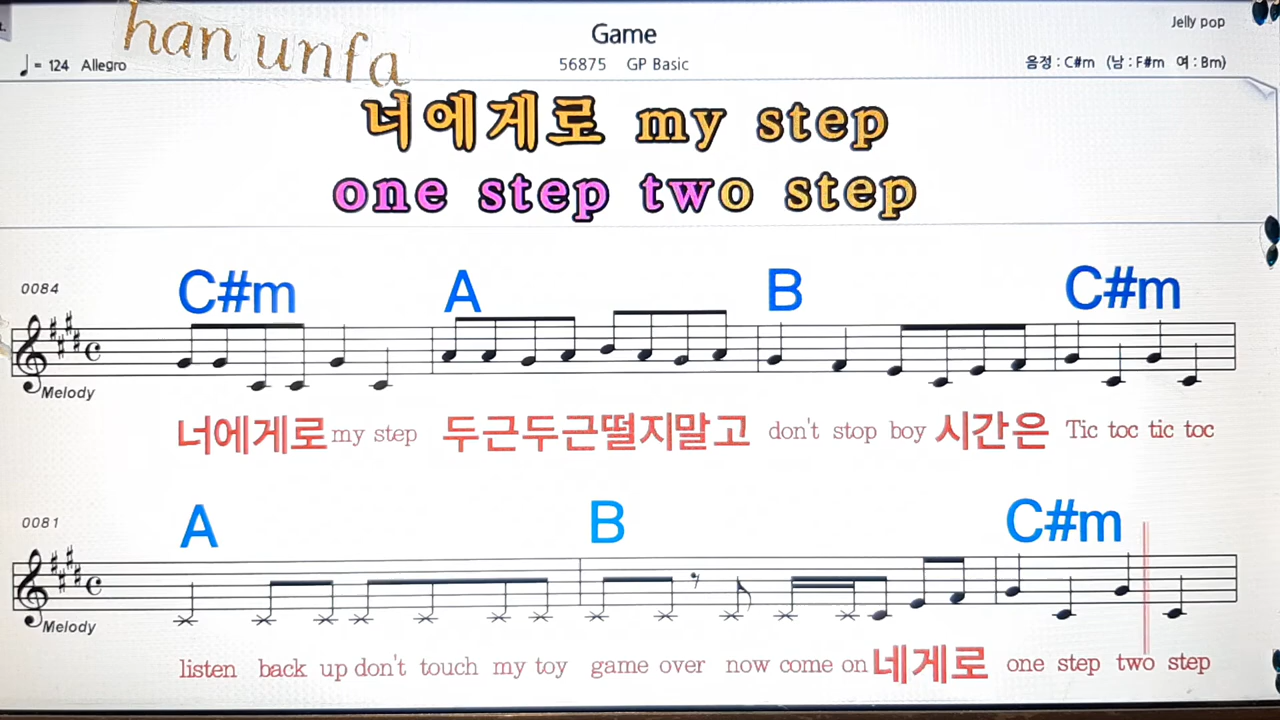 han unfa
Game
Jelly pop
♩ = 124 Allegro
56875 GP Basic
음정 : C#m (남 : F#m 여 : Bm)
너에게로 my step
one step two step
0084
C#m A B C#m
Melody
너에게로 my step 두근두근떨지말고 don't stop boy 시간은 Tic toc tic toc
0081
A B C#m
Melody
listen back up don't touch my toy game over now come on 네게로 one step two step